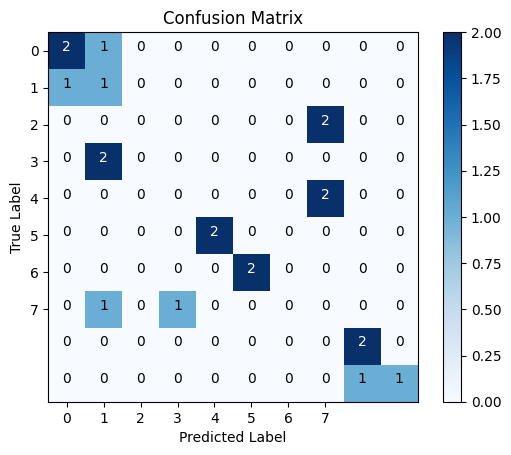 Confusion Matrix
0 2 1 0 0 0 0 0 0 0 0
1 1 1 0 0 0 0 0 0 0 0
2 0 0 0 0 0 0 0 2 0 0
3 0 2 0 0 0 0 0 0 0 0
4 0 0 0 0 0 0 0 2 0 0
5 0 0 0 0 2 0 0 0 0 0
6 0 0 0 0 0 2 0 0 0 0
7 0 1 0 1 0 0 0 0 0 0
0 0 0 0 0 0 0 0 2 0
0 0 0 0 0 0 0 0 1 1
0 1 2 3 4 5 6 7
Predicted Label
True Label
2.00
1.75
1.50
1.25
1.00
0.75
0.50
0.25
0.00